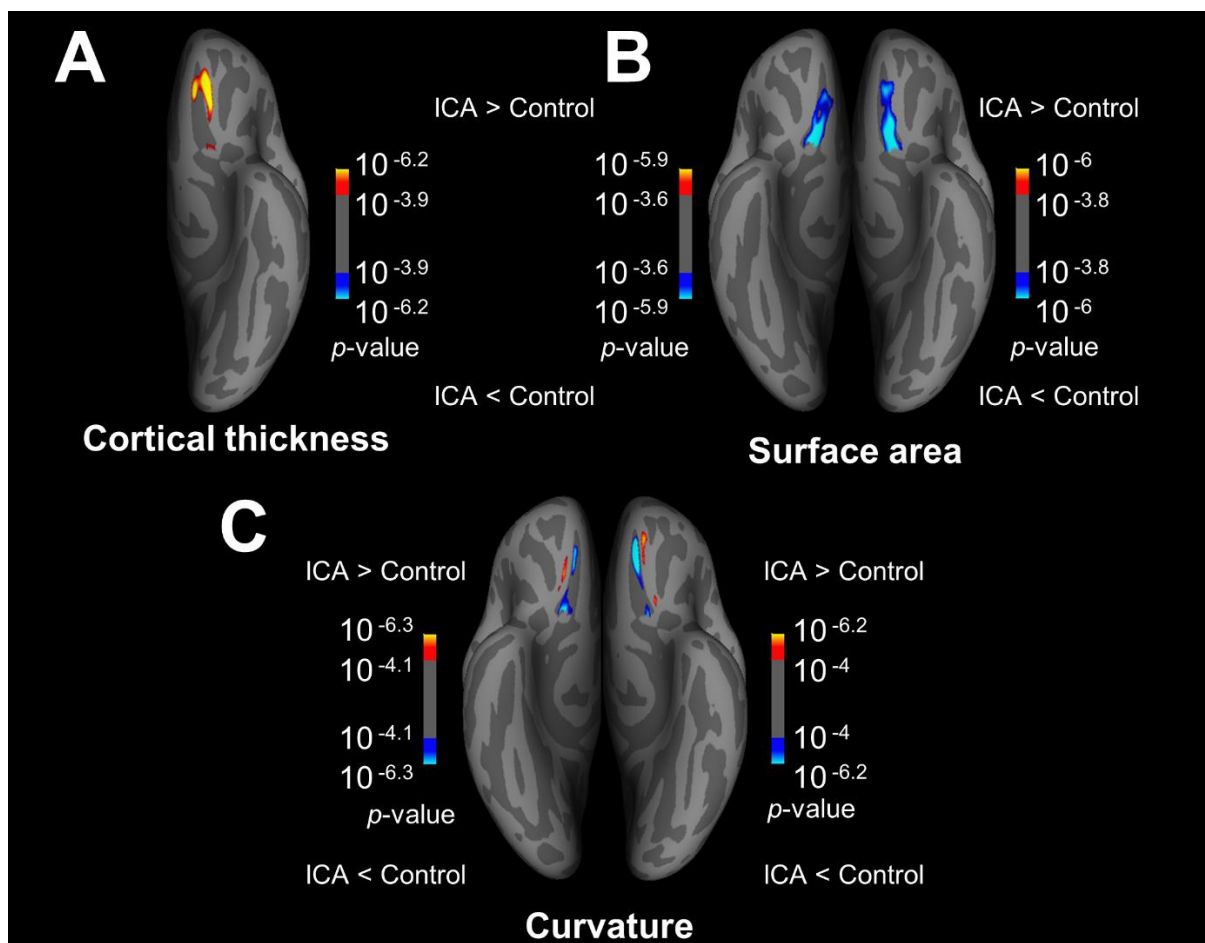 A
ICA > Control
10 -6.2
10 -3.9
10 -3.9
10 -6.2
p-value
ICA < Control
Cortical thickness
B
ICA > Control
10 -5.9
10 -3.6
10 -3.6
10 -5.9
p-value
10 -6
10 -3.8
10 -3.8
10 -6
p-value
ICA < Control
Surface area
C
ICA > Control
10 -6.3
10 -4.1
10 -4.1
10 -6.3
p-value
ICA < Control
ICA > Control
10 -6.2
10 -4
10 -4
10 -6.2
p-value
ICA < Control
Curvature